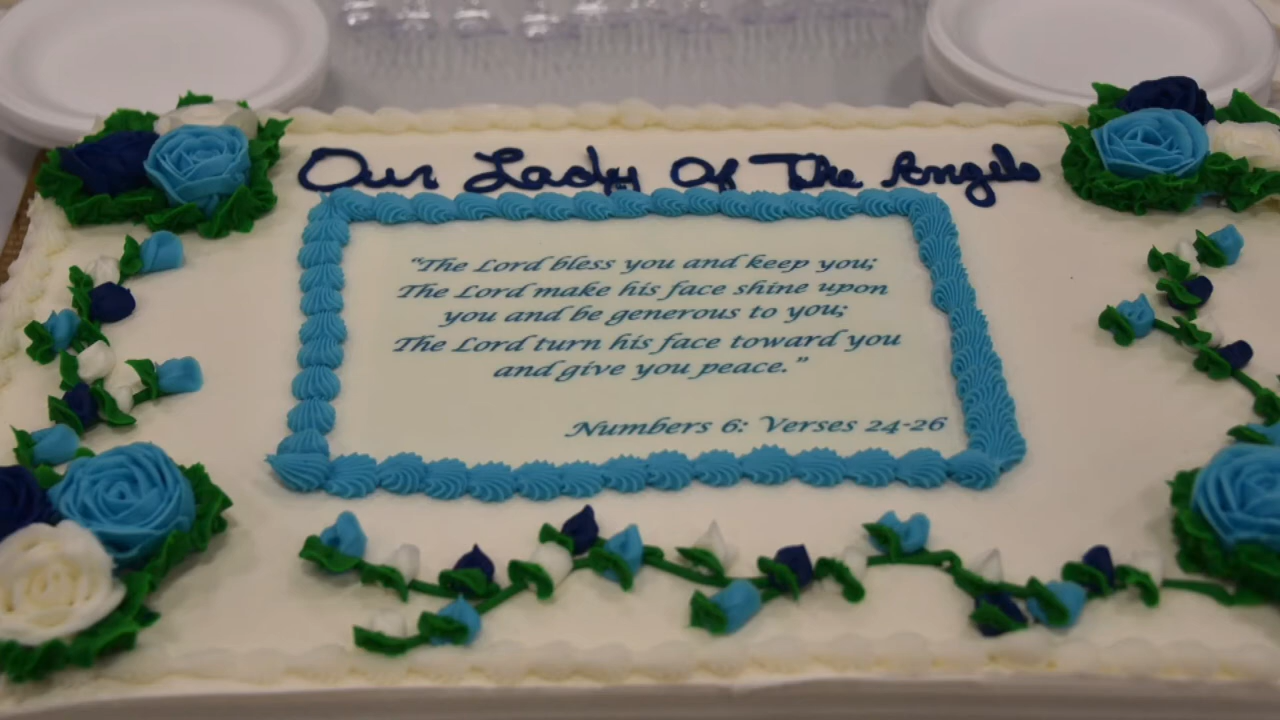 Our Lady Of The Angels
“The Lord bless you and keep you;
The Lord make his face shine upon
you and be generous to you;
The Lord turn his face toward you
and give you peace.”
Numbers 6: Verses 24-26